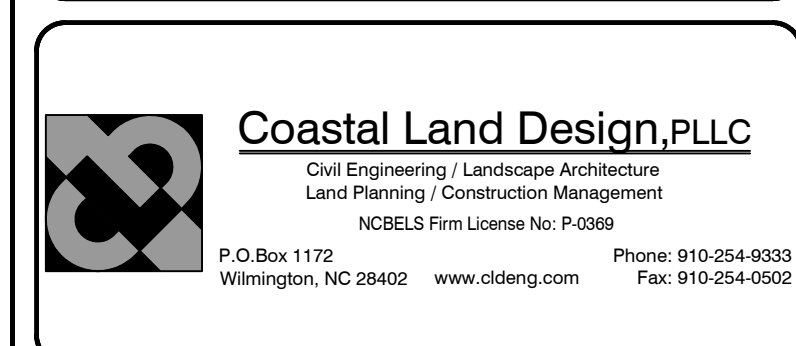 Coastal Land Design,PLLC
Civil Engineering / Landscape Architecture
Land Planning / Construction Management
NCBELS Firm License No: P-0369
P.O.Box 1172
Wilmington, NC 28402
www.cldeng.com
Phone: 910-254-9333
Fax: 910-254-0502